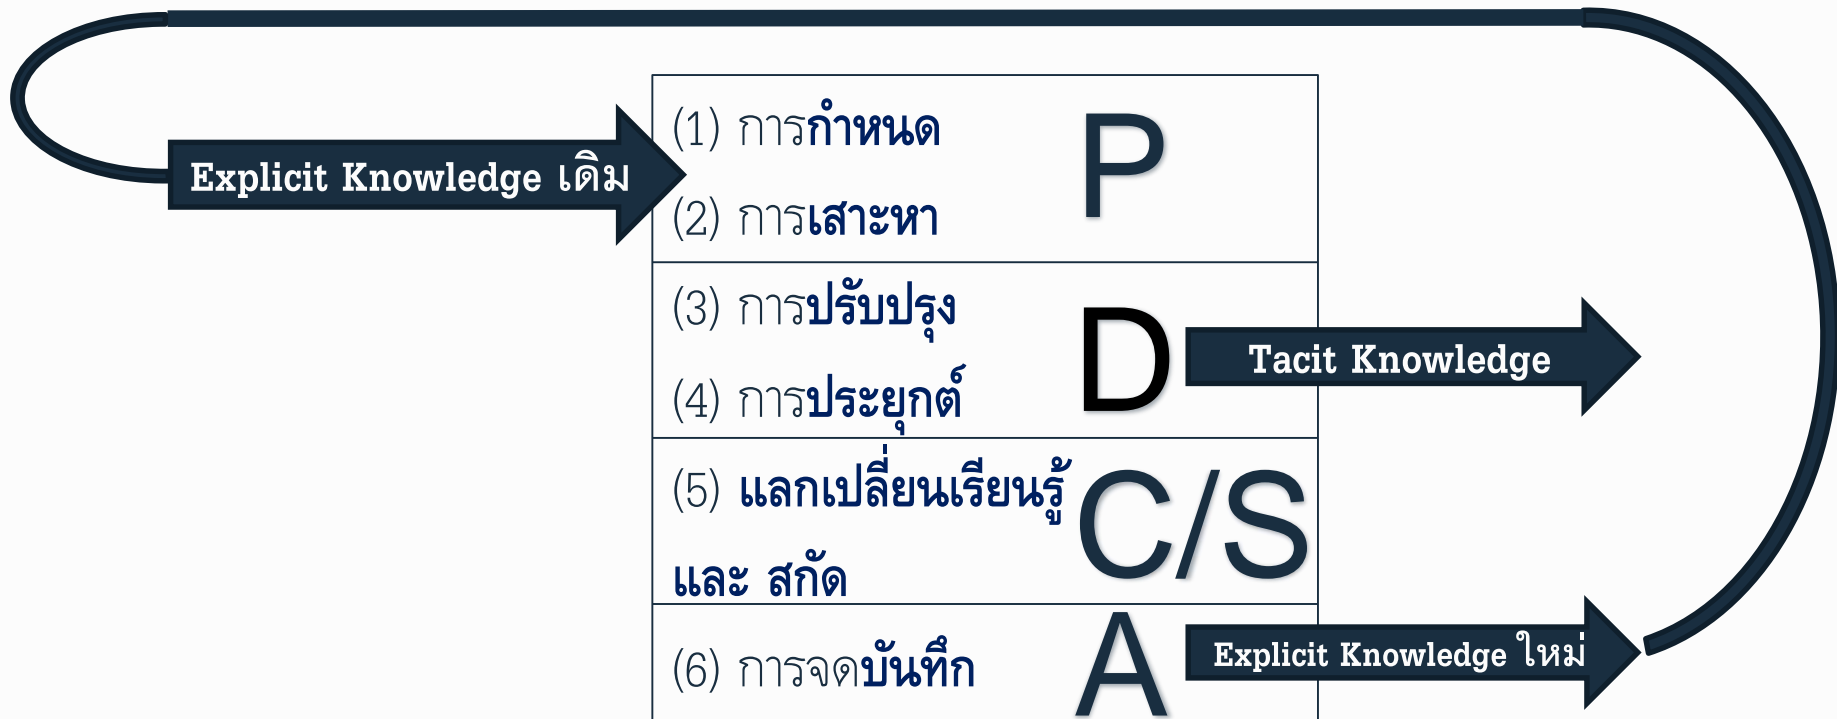 (1) การกำหนด
P
Explicit Knowledge เดิม
(2) การเสาะหา
(3) การปรับปรุง
D
Tacit Knowledge
(4) การประยุกต์
(5) แลกเปลี่ยนเรียนรู้
C/S
และ สกัด
(6) การจดบันทึก
A
Explicit Knowledge ใหม่